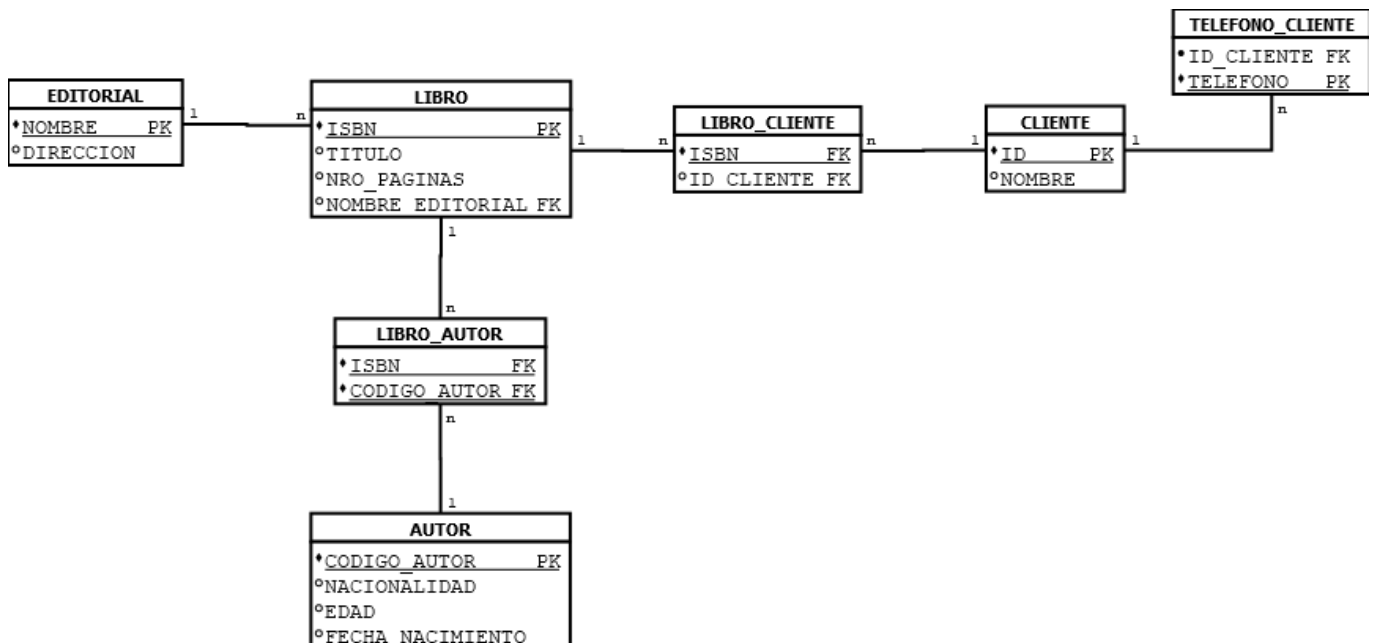 TELEFONO_CLIENTE
ID_CLIENTE FK
TELEFONO PK
n
EDITORIAL
NOMBRE PK
DIRECCION
1
n
LIBRO
ISBN PK
TITULO
NRO_PAGINAS
NOMBRE_EDITORIAL FK
1
n
LIBRO_CLIENTE
ISBN FK
ID_CLIENTE FK
n
1
CLIENTE
ID PK
NOMBRE
1
1
n
LIBRO_AUTOR
ISBN FK
CODIGO_AUTOR FK
n
1
AUTOR
CODIGO_AUTOR PK
NACIONALIDAD
EDAD
FECHA_NACIMIENTO